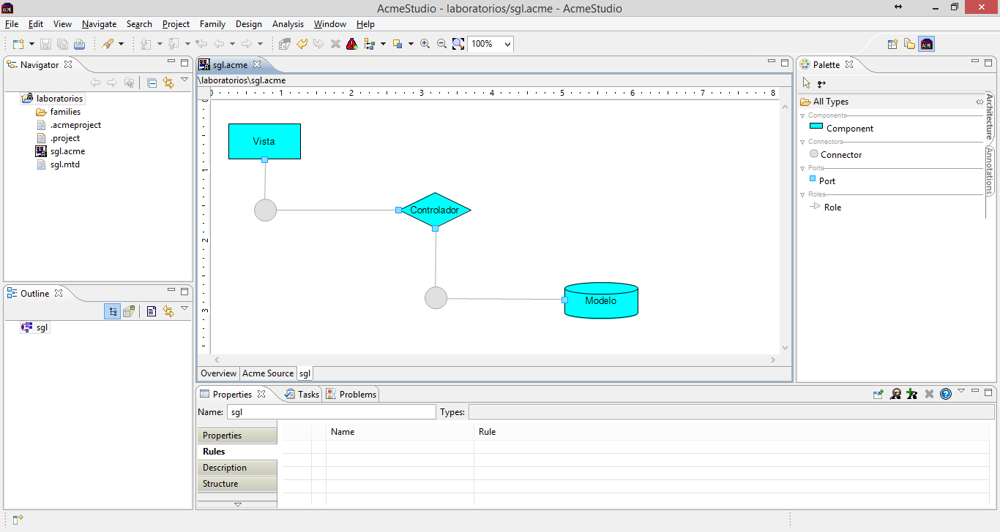 AcmeStudio - laboratorios/sgl.acme - AcmeStudio
File Edit View Navigate Search Project Family Design Analysis Window Help
100%
ACME
Navigator
laboratorios
families
.acmeproject
.project
sgl.acme
sgl.mtd
Outline
sgl
sgl.acme
\laboratorios\sgl.acme
0 1 2 3 4 5 6 7 8
0
1
2
3
Vista
Controlador
Modelo
Overview Acme Source sgl
Palette
All Types
Components
Component
Connectors
Connector
Ports
Port
Roles
Role
Architecture
Annotations
Properties Tasks Problems
Name: sgl Types:
Properties
Rules
Description
Structure
Name Rule